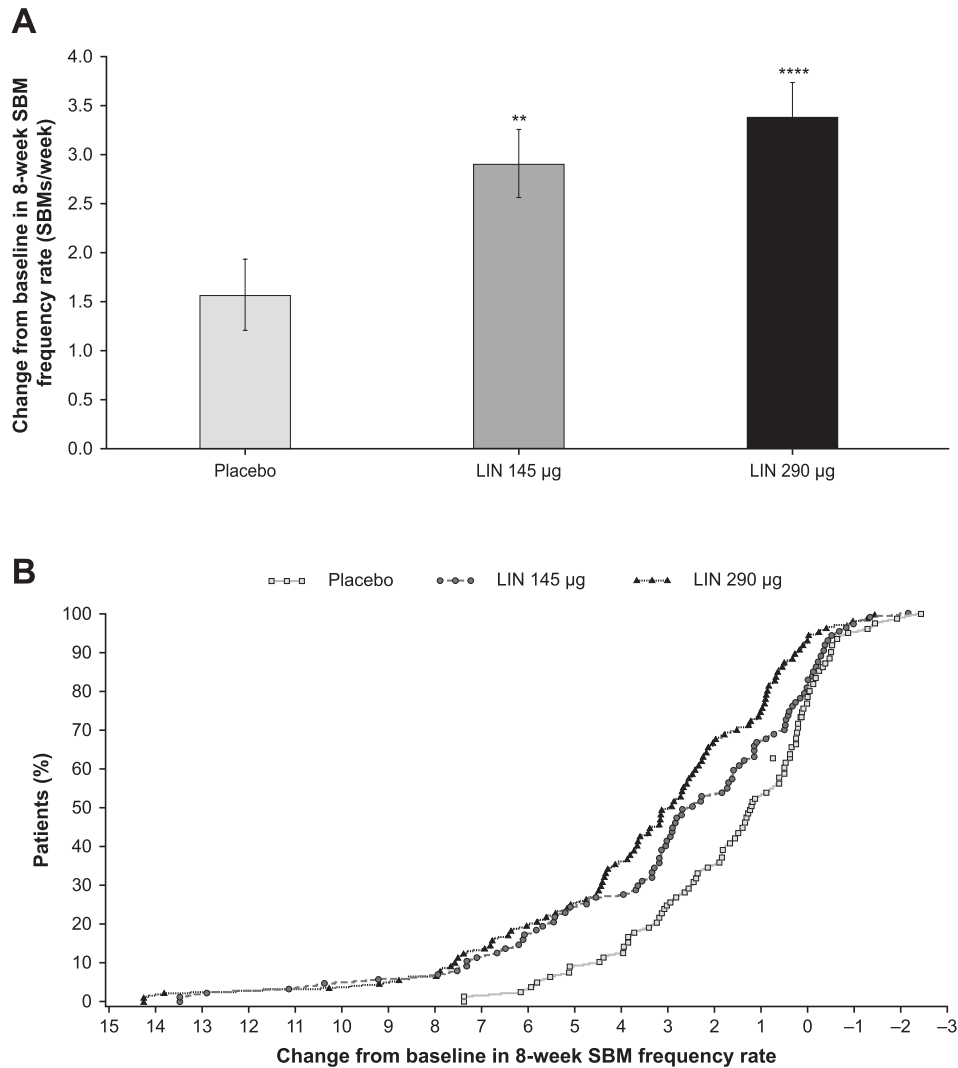 A
Change from baseline in 8-week SBM
frequency rate (SBMs/week)
4.0
3.5
3.0
2.5
2.0
1.5
1.0
0.5
0.0
**
****
Placebo
LIN 145 µg
LIN 290 µg
B
Placebo
LIN 145 µg
LIN 290 µg
Patients (%)
100
90
80
70
60
50
40
30
20
10
0
15 14 13 12 11 10 9 8 7 6 5 4 3 2 1 0 –1 –2 –3
Change from baseline in 8-week SBM frequency rate